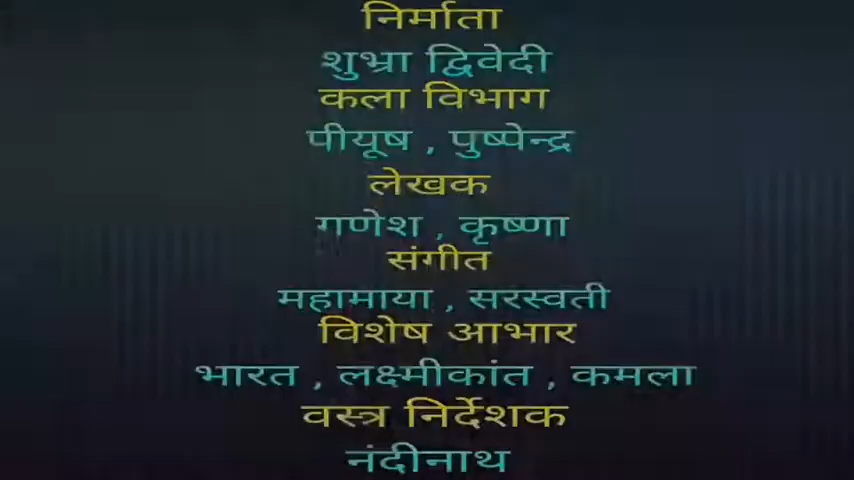 निर्माता
शुभ्रा द्विवेदी
कला विभाग
पीयूष , पुष्पेन्द्र
लेखक
गणेश , कृष्णा
संगीत
महामाया , सरस्वती
विशेष आभार
भारत , लक्ष्मीकांत , कमला
वस्त्र निर्देशक
नंदीनाथ